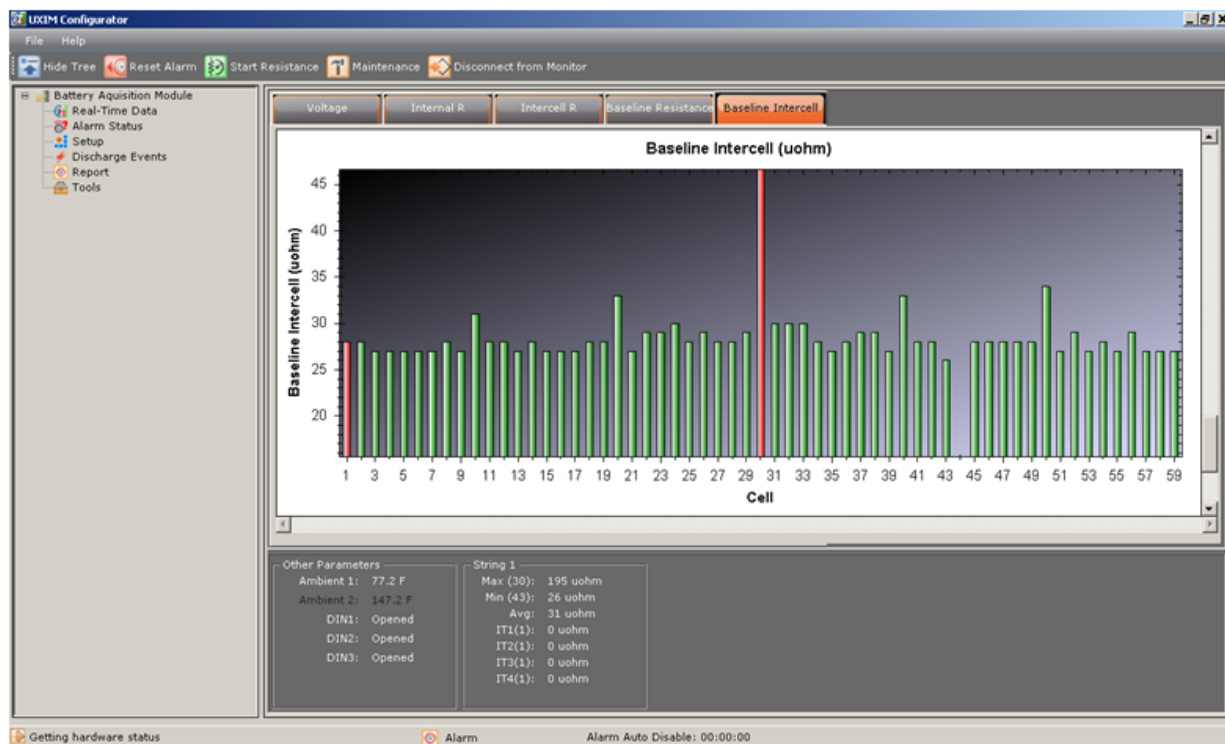 UXIM Configurator
File Help
Hide Tree Reset Alarm Start Resistance Maintenance Disconnect from Monitor
Battery Aquisition Module
Real-Time Data
Alarm Status
Setup
Discharge Events
Report
Tools
Voltage Internal R Intercell R Baseline Resistance Baseline Intercell
Baseline Intercell (uohm)
Baseline Intercell (uohm)
45
40
35
30
25
20
1 3 5 7 9 11 13 15 17 19 21 23 25 27 29 31 33 35 37 39 41 43 45 47 49 51 53 55 57 59
Cell
Other Parameters
Ambient 1: 77.2 F
Ambient 2: 147.2 F
DIN1: Opened
DIN2: Opened
DIN3: Opened
String 1
Max (30): 195 uohm
Min (43): 26 uohm
Avg: 31 uohm
IT1(1): 0 uohm
IT2(1): 0 uohm
IT3(1): 0 uohm
IT4(1): 0 uohm
Getting hardware status Alarm Alarm Auto Disable: 00:00:00